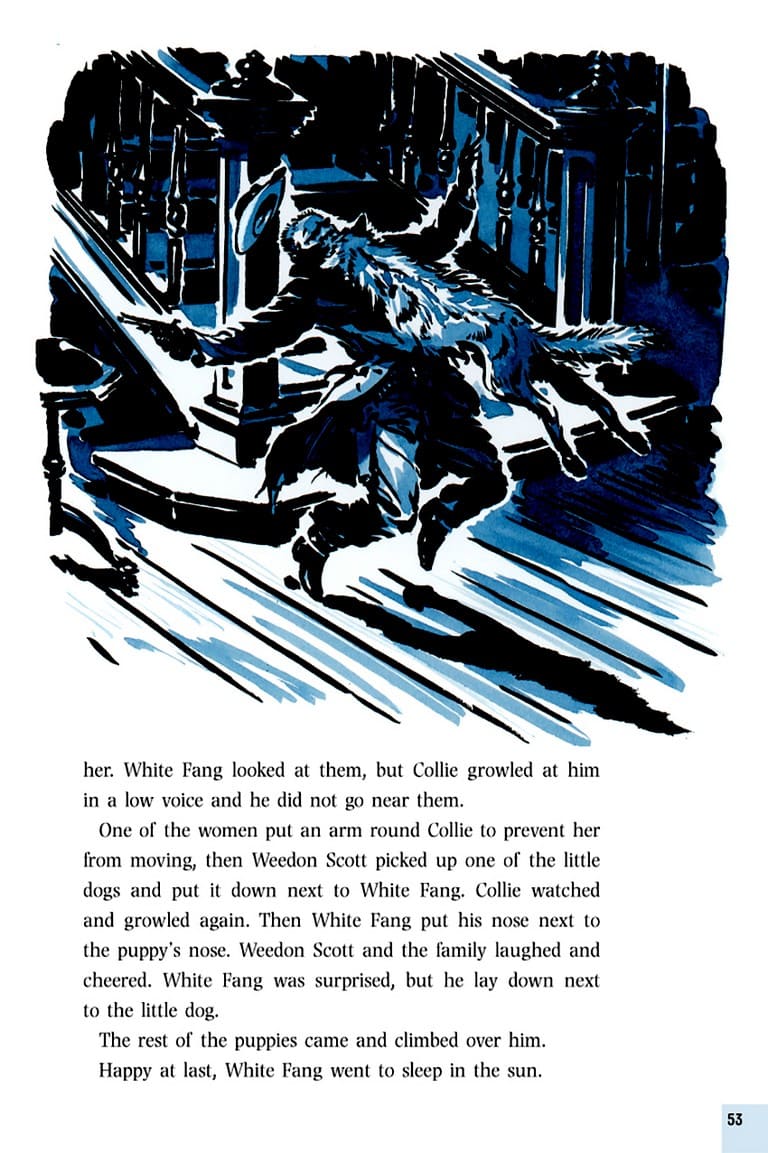 her. White Fang looked at them, but Collie growled at him
in a low voice and he did not go near them.
One of the women put an arm round Collie to prevent her
from moving, then Weedon Scott picked up one of the little
dogs and put it down next to White Fang. Collie watched
and growled again. Then White Fang put his nose next to
the puppy's nose. Weedon Scott and the family laughed and
cheered. White Fang was surprised, but he lay down next
to the little dog.
The rest of the puppies came and climbed over him.
Happy at last, White Fang went to sleep in the sun.
53